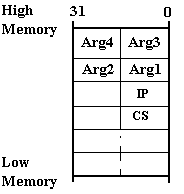 High 31 0
Memory
Arg4 Arg3
Arg2 Arg1
IP
CS
Low
Memory